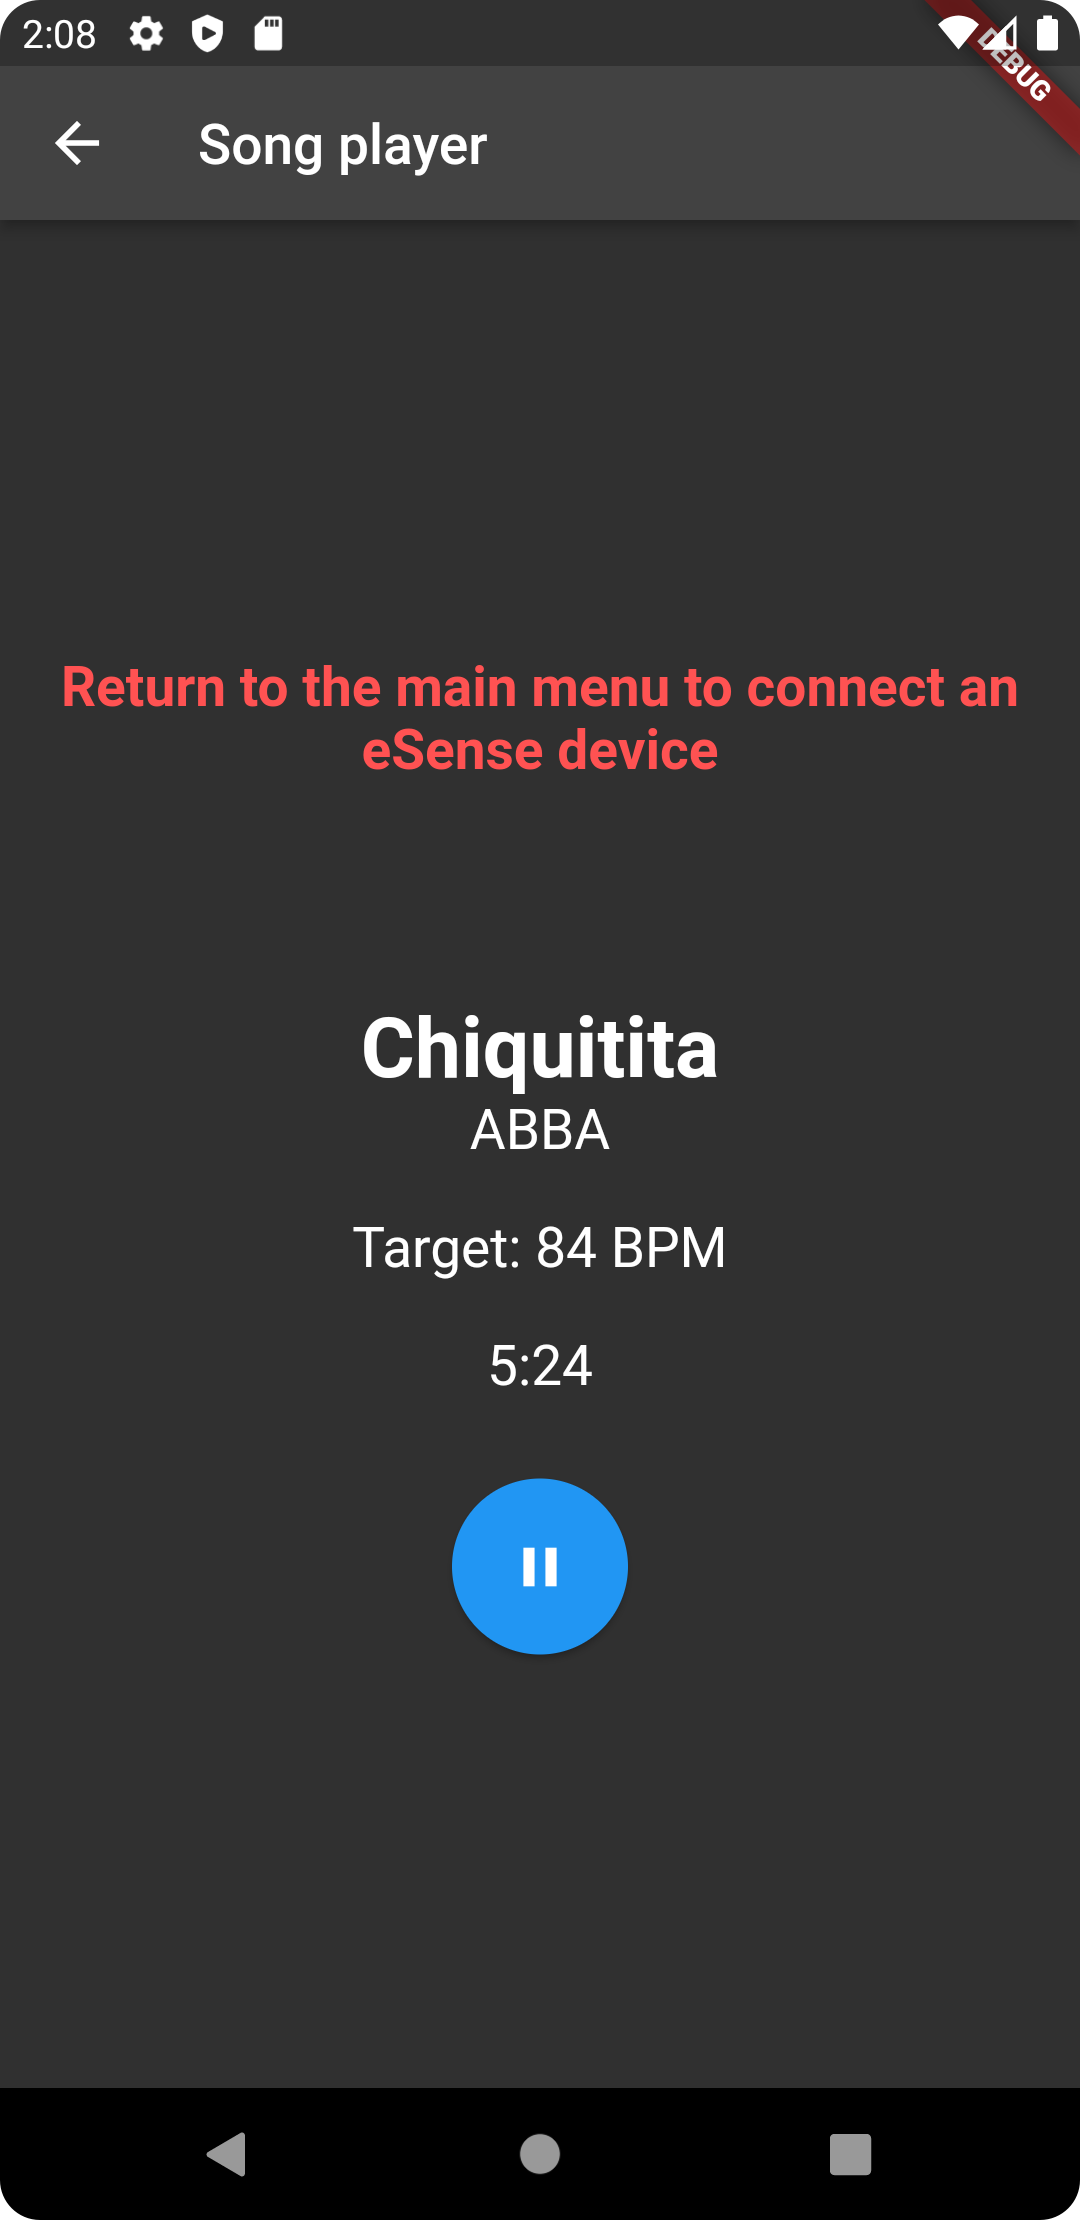 2:08
DEBUG
Song player
Return to the main menu to connect an
eSense device
Chiquitita
ABBA
Target: 84 BPM
5:24